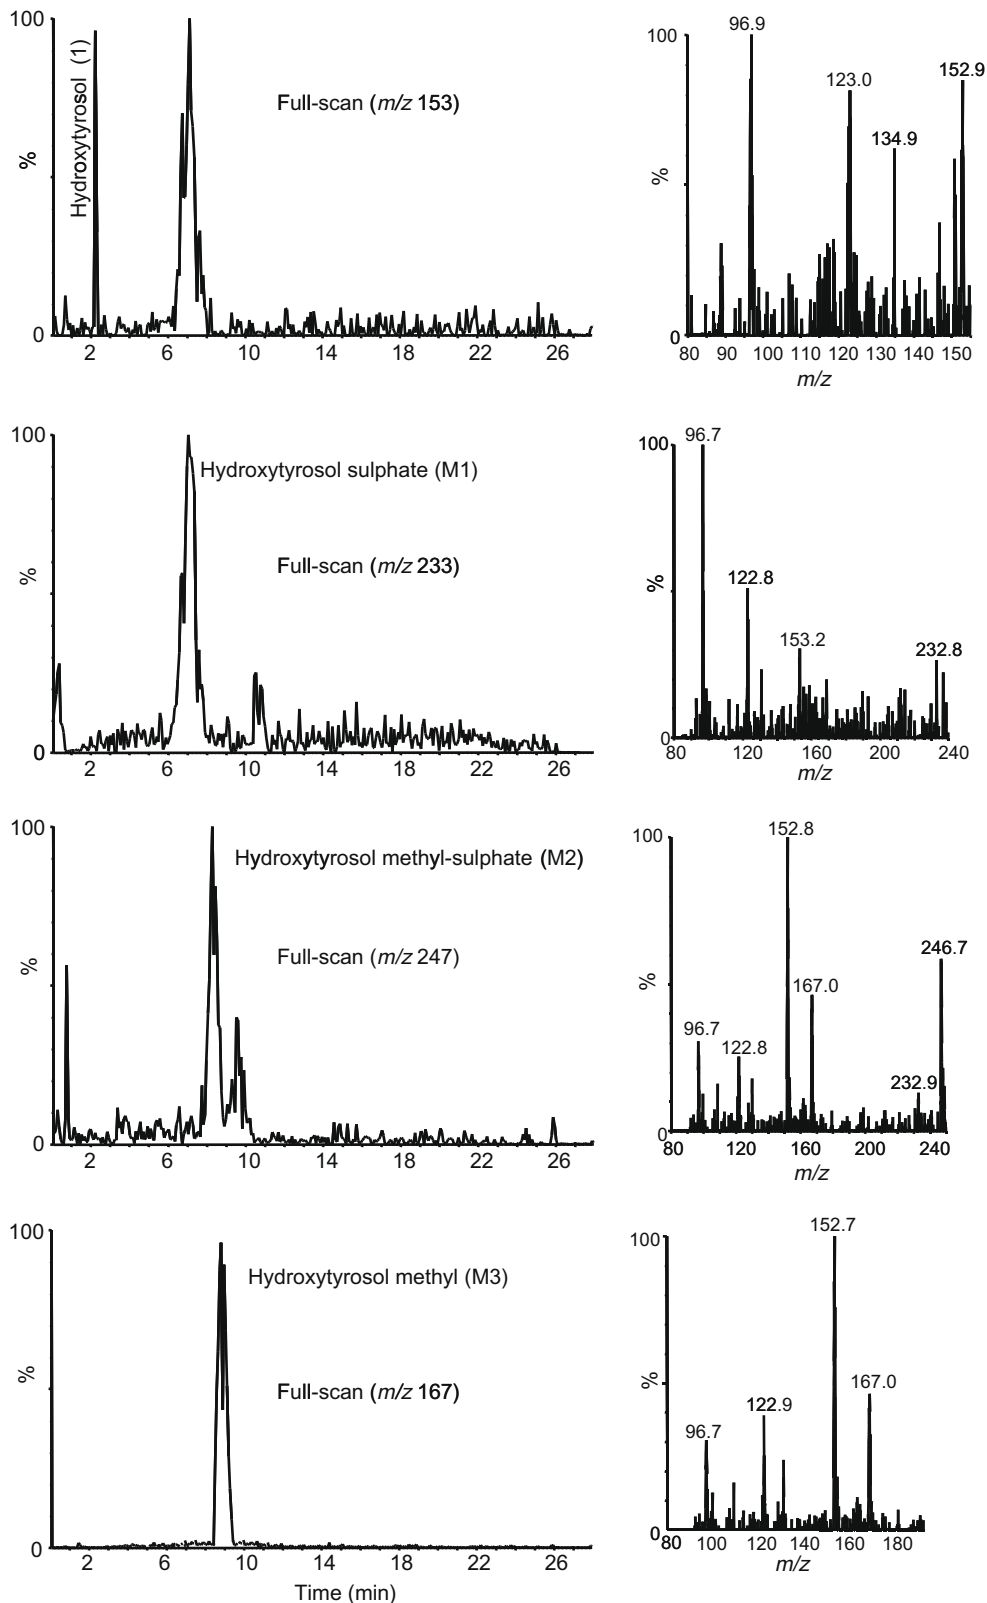 100
%
0
Hydroxytyrosol (1)
Full-scan (m/z 153)
2 6 10 14 18 22 26
100
%
0
96.9
123.0
134.9
152.9
80 90 100 110 120 130 140 150
m/z
100
%
0
Hydroxytyrosol sulphate (M1)
Full-scan (m/z 233)
2 6 10 14 18 22 26
100
%
0
96.7
122.8
153.2
232.8
80 120 160 200 240
m/z
100
%
0
Hydroxytyrosol methyl-sulphate (M2)
Full-scan (m/z 247)
2 6 10 14 18 22 26
100
%
0
96.7
122.8
152.8
167.0
232.9
246.7
80 120 160 200 240
m/z
100
%
0
Hydroxytyrosol methyl (M3)
Full-scan (m/z 167)
2 6 10 14 18 22 26
Time (min)
100
%
0
96.7
122.9
152.7
167.0
80 100 120 140 160 180
m/z